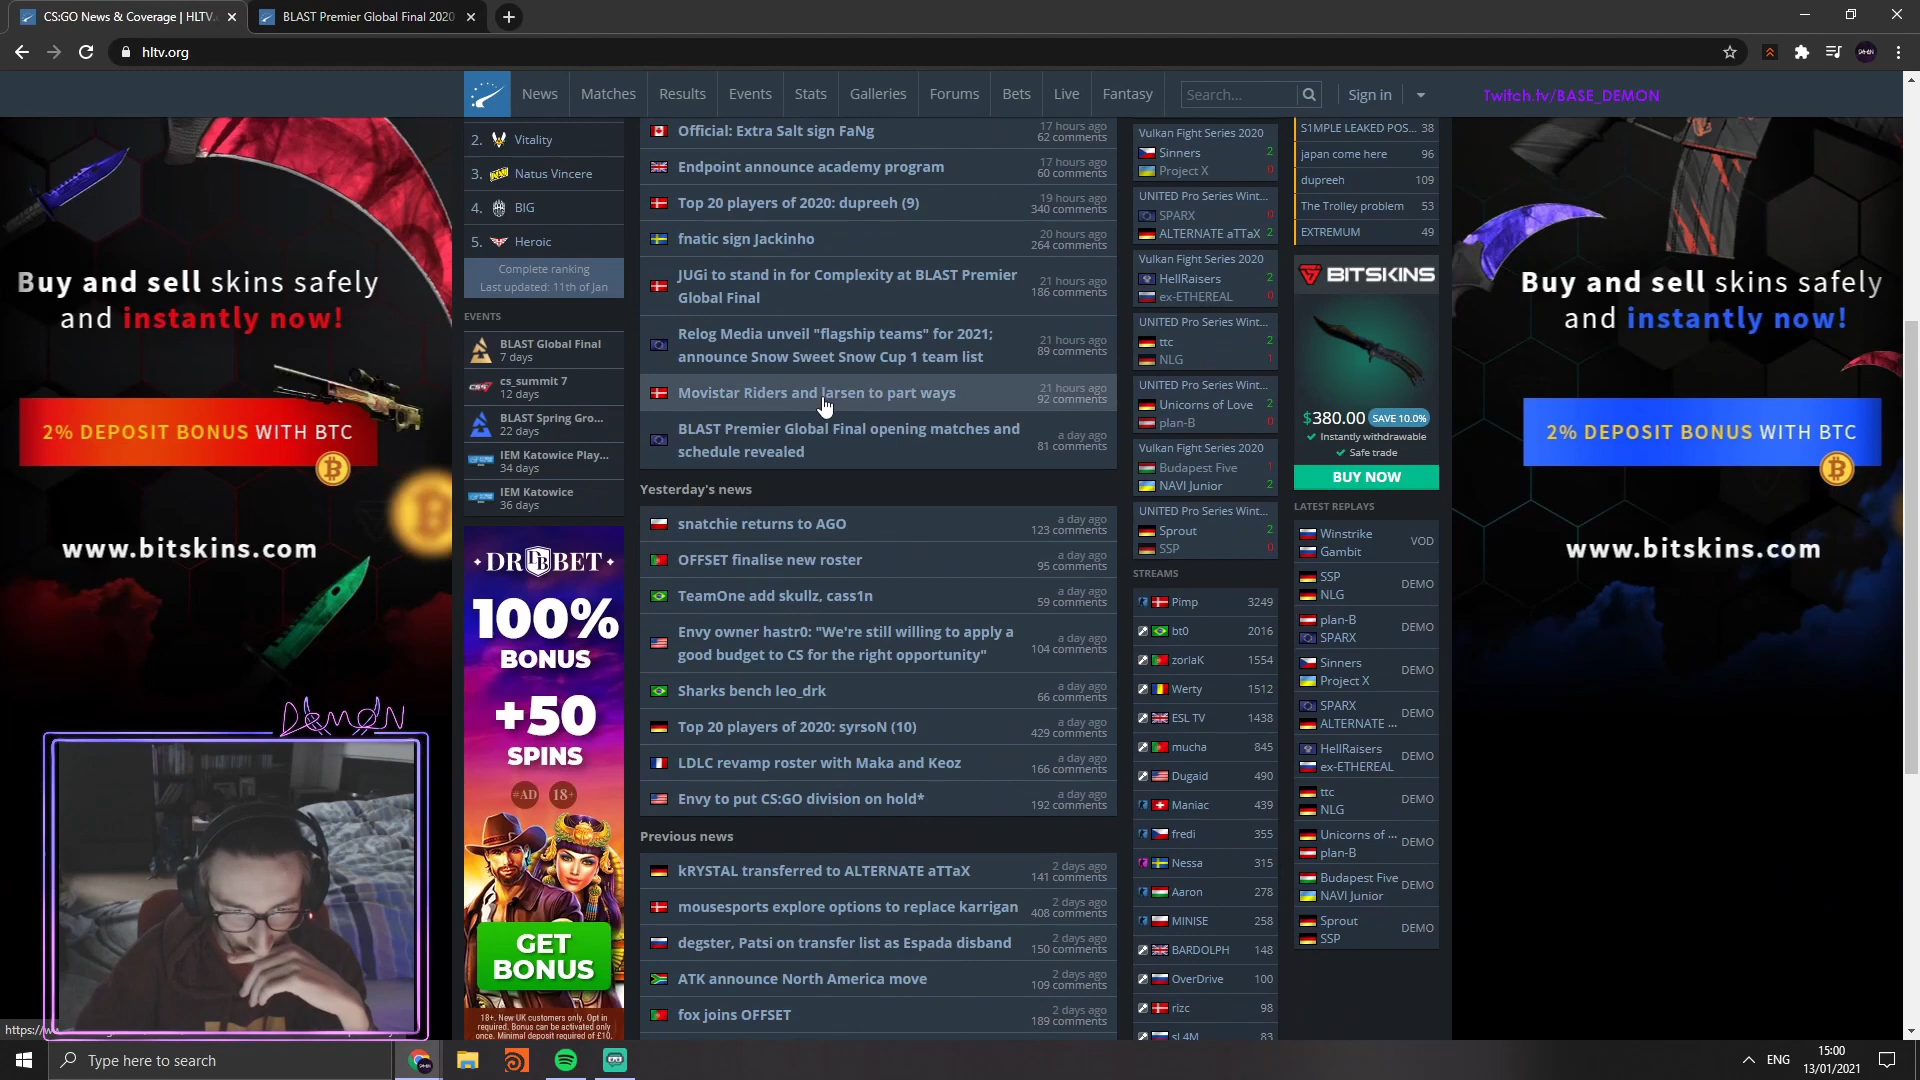 CS:GO News & Coverage | HLTV.
BLAST Premier Global Final 2020
hltv.org
News
Matches
Results
Events
Stats
Galleries
Forums
Bets
Live
Fantasy
Search...
Sign in
Twitch.tv/BASE_DEMON
2. Vitality
3. Natus Vincere
4. BIG
5. Heroic
Complete ranking
Last updated: 11th of Jan
EVENTS
BLAST Global Final
7 days
cs_summit 7
12 days
BLAST Spring Gro...
22 days
IEM Katowice Play...
34 days
IEM Katowice
36 days
DR BET
100%
BONUS
+50
SPINS
#AD 18+
GET
BONUS
18+. New UK customers only. Opt in
required. Bonus can be activated only
once. Minimal deposit required of £10.
Official: Extra Salt sign FaNg
17 hours ago
62 comments
Endpoint announce academy program
17 hours ago
60 comments
Top 20 players of 2020: dupreeh (9)
19 hours ago
340 comments
fnatic sign Jackinho
20 hours ago
264 comments
JUGi to stand in for Complexity at BLAST Premier
Global Final
21 hours ago
186 comments
Relog Media unveil "flagship teams" for 2021;
announce Snow Sweet Snow Cup 1 team list
21 hours ago
89 comments
Movistar Riders and larsen to part ways
21 hours ago
92 comments
BLAST Premier Global Final opening matches and
schedule revealed
a day ago
81 comments
Yesterday's news
snatchie returns to AGO
a day ago
123 comments
OFFSET finalise new roster
a day ago
95 comments
TeamOne add skullz, cass1n
a day ago
59 comments
Envy owner hastr0: "We're still willing to apply a
good budget to CS for the right opportunity"
a day ago
104 comments
Sharks bench leo_drk
a day ago
66 comments
Top 20 players of 2020: syrsoN (10)
a day ago
429 comments
LDLC revamp roster with Maka and Keoz
a day ago
166 comments
Envy to put CS:GO division on hold*
a day ago
192 comments
Previous news
kRYSTAL transferred to ALTERNATE aTTaX
2 days ago
141 comments
mousesports explore options to replace karrigan
2 days ago
408 comments
degster, Patsi on transfer list as Espada disband
2 days ago
150 comments
ATK announce North America move
2 days ago
109 comments
fox joins OFFSET
2 days ago
189 comments
Vulkan Fight Series 2020
Sinners 2
Project X 0
UNITED Pro Series Wint...
SPARX 0
ALTERNATE aTTaX 2
Vulkan Fight Series 2020
HellRaisers 2
ex-ETHEREAL 0
UNITED Pro Series Wint...
ttc 2
NLG 1
UNITED Pro Series Wint...
Unicorns of Love 2
plan-B 0
Vulkan Fight Series 2020
Budapest Five 1
NAVI Junior 2
UNITED Pro Series Wint...
Sprout 2
SSP 0
STREAMS
Pimp 3249
bt0 2016
zorlaK 1554
Werty 1512
ESL TV 1438
mucha 845
Dugaid 490
Maniac 439
fredi 355
Nessa 315
Aaron 278
MINISE 258
BARDOLPH 148
OverDrive 100
rizc 98
sL4M 83
S1MPLE LEAKED POS... 38
japan come here 96
dupreeh 109
The Trolley problem 53
EXTREMUM 49
BITSKINS
$380.00 SAVE 10.0%
Instantly withdrawable
Safe trade
BUY NOW
LATEST REPLAYS
Winstrike
Gambit
VOD
SSP
NLG
DEMO
plan-B
SPARX
DEMO
Sinners
Project X
DEMO
SPARX
ALTERNATE ...
DEMO
HellRaisers
ex-ETHEREAL
DEMO
ttc
NLG
DEMO
Unicorns of ...
plan-B
DEMO
Budapest Five
NAVI Junior
DEMO
Sprout
SSP
DEMO
Buy and sell skins safely
and instantly now!
2% DEPOSIT BONUS WITH BTC
www.bitskins.com
Buy and sell skins safely
and instantly now!
2% DEPOSIT BONUS WITH BTC
www.bitskins.com
DEMON
Type here to search
ENG
15:00
13/01/2021